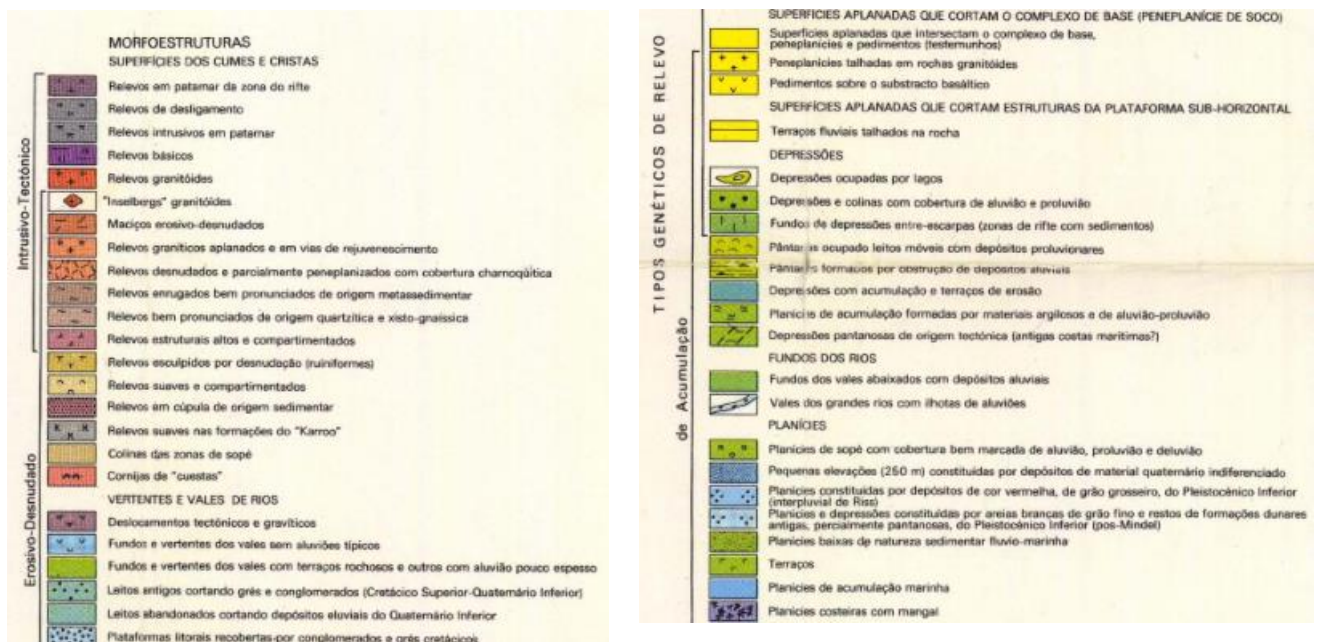 MORFOESTRUTURAS
SUPERFÍCIES DOS CUMES E CRISTAS
Intrusivo-Tectónico
Relevos em patamar da zona do rifte
Relevos de desligamento
Relevos intrusivos em patamar
Relevos básicos
Relevos granitóides
"Inselbergs" granitóides
Maciços erosivo-desnudados
Relevos graníticos aplanados e em vias de rejuvenescimento
Relevos desnudados e parcialmente peneplanizados com cobertura charnoqüítica
Relevos enrugados bem pronunciados de origem metassedimentar
Relevos bem pronunciados de origem quartzítica e xisto-gnaissica
Relevos estruturais altos e compartimentados
Erosivo-Desnudado
Relevos esculpidos por desnudação (ruiniformes)
Relevos suaves e compartimentados
Relevos em cúpula de origem sedimentar
Relevos suaves nas formações do "Karroo"
Colinas das zonas de sopé
Cornijas de "cuestas"
VERTENTES E VALES DE RIOS
Deslocamentos tectónicos e gravíticos
Fundos e vertentes dos vales sem aluviões típicos
Fundos e vertentes dos vales com terraços rochosos e outros com aluvião pouco espesso
Leitos antigos cortando grés e conglomerados (Cretácico Superior-Quaternário Inferior)
Leitos abandonados cortando depósitos eluviais do Quaternário Inferior
Plataformas litorais recobertas por conglomerados e grés cretácicos
TIPOS GENÉTICOS DE RELEVO
SUPERFÍCIES APLANADAS QUE CORTAM O COMPLEXO DE BASE (PENEPLANÍCIE DE SOCO)
Superfícies aplanadas que intersectam o complexo de base,
peneplanícies e pedimentos (testemunhos)
Peneplanícies talhadas em rochas granitóides
Pedimentos sobre o substracto basáltico
SUPERFÍCIES APLANADAS QUE CORTAM ESTRUTURAS DA PLATAFORMA SUB-HORIZONTAL
Terraços fluviais talhados na rocha
DEPRESSÕES
Depressões ocupadas por lagos
Depressões e colinas com cobertura de aluvião e proluvião
Fundos de depressões entre-escarpas (zonas de rifte com sedimentos)
de Acumulação
Pântanos ocupado leitos móveis com depósitos proluvionares
Pântanos formados por obstrução de depósitos aluviais
Depressões com acumulação e terraços de erosão
Planícies de acumulação formadas por materiais argilosos e de aluvião-proluvião
Depressões pantanosas de origem tectónica (antigas costas marítimas?)
FUNDOS DOS RIOS
Fundos dos vales abaixados com depósitos aluviais
Vales dos grandes rios com ilhotas de aluviões
PLANÍCIES
Planícies de sopé com cobertura bem marcada de aluvião, proluvião e deluvião
Pequenas elevações (250 m) constituídas por depósitos de material quaternário indiferenciado
Planícies constituídas por depósitos de cor vermelha, de grão grosseiro, do Pleistocénico Inferior
(interpluvial de Riss)
Planícies e depressões constituídas por areias brancas de grão fino e restos de formações dunares
antigas, percialmente pantanosas, do Pleistocénico Inferior (pos-Mindel)
Planícies baixas de natureza sedimentar fluvio-marinha
Terraços
Planícies de acumulação marinha
Planícies costeiras com mangal